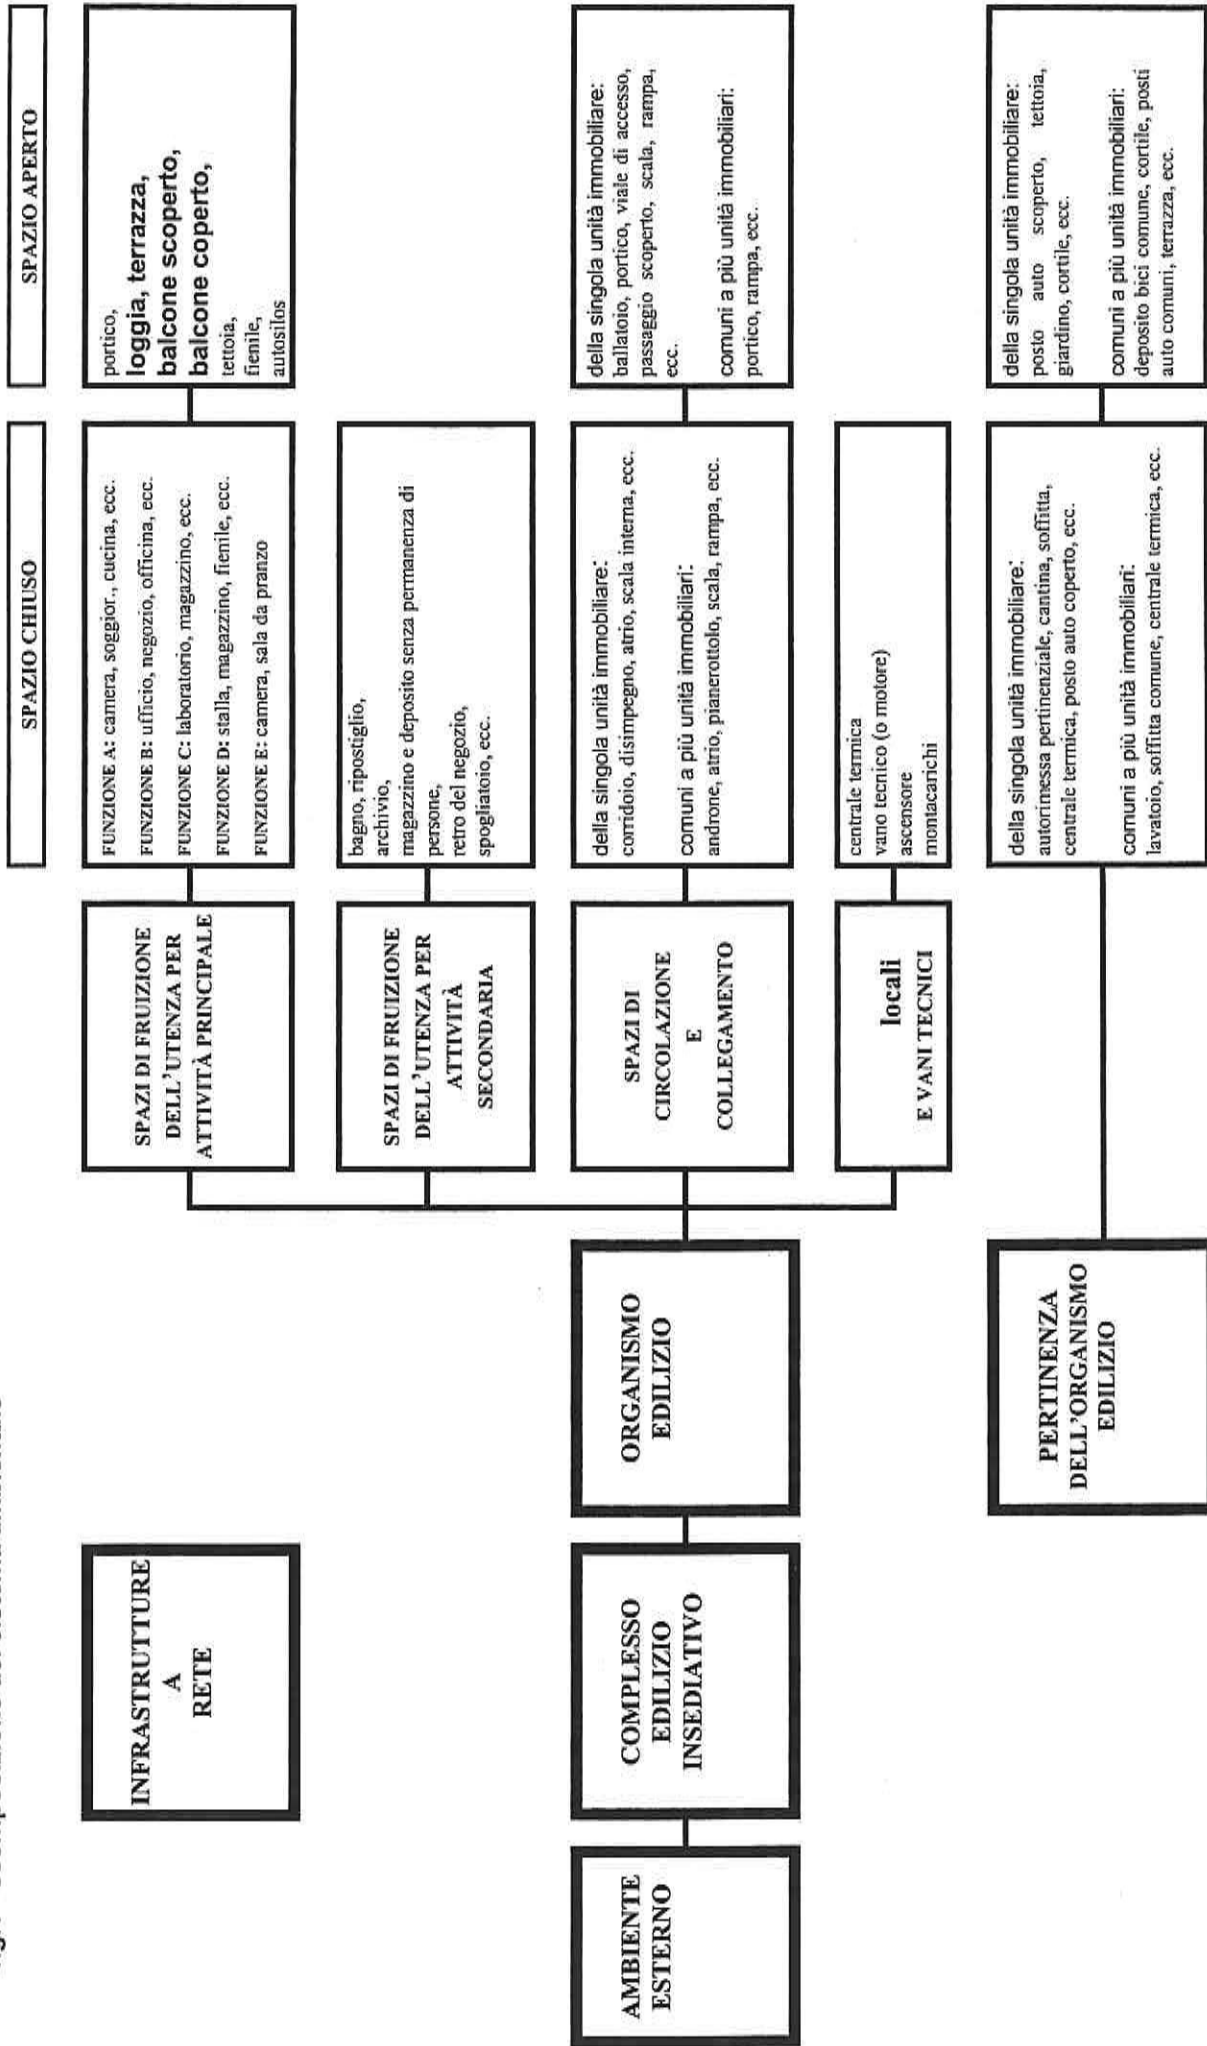 SPAZIO CHIUSO
SPAZIO APERTO
INFRASTRUTTURE
A
RETE
SPAZI DI FRUIZIONE
DELL'UTENZA PER
ATTIVITÀ PRINCIPALE
FUNZIONE A: camera, soggior., cucina, ecc.
FUNZIONE B: ufficio, negozio, officina, ecc.
FUNZIONE C: laboratorio, magazzino, ecc.
FUNZIONE D: stalla, magazzino, fienile, ecc.
FUNZIONE E: camera, sala da pranzo
portico,
loggia, terrazza,
balcone scoperto,
balcone coperto,
tettoia,
fienile,
autosilos
SPAZI DI FRUIZIONE
DELL'UTENZA PER
ATTIVITÀ
SECONDARIA
bagno, ripostiglio,
archivio,
magazzino e deposito senza permanenza di
persone,
retro del negozio,
spogliatoio, ecc.
AMBIENTE
ESTERNO
COMPLESSO
EDILIZIO
INSEDIATIVO
ORGANISMO
EDILIZIO
SPAZI DI
CIRCOLAZIONE
E
COLLEGAMENTO
della singola unità immobiliare:
corridoio, disimpegno, atrio, scala interna, ecc.
comuni a più unità immobiliari:
androne, atrio, pianerottolo, scala, rampa, ecc.
della singola unità immobiliare:
ballatoio, portico, viale di accesso,
passaggio scoperto, scala, rampa,
ecc.
comuni a più unità immobiliari:
portico, rampa, ecc.
locali
E VANI TECNICI
centrale termica
vano tecnico (o motore)
ascensore
montacarichi
PERTINENZA
DELL'ORGANISMO
EDILIZIO
della singola unità immobiliare:
autorimessa pertinenziale, cantina, soffitta,
centrale termica, posto auto coperto, ecc.
comuni a più unità immobiliari:
lavatoio, soffitta comune, centrale termica, ecc.
della singola unità immobiliare:
posto auto scoperto, tettoia,
giardino, cortile, ecc.
comuni a più unità immobiliari:
deposito bici comune, cortile, posti
auto comuni, terrazza, ecc.